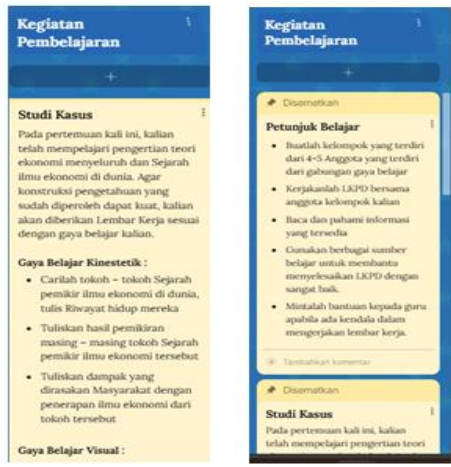 Kegiatan
Pembelajaran
+
Studi Kasus
Pada pertemuan kali ini, kalian
telah mempelajari pengertian teori
ekonomi menyeluruh dan Sejarah
ilmu ekonomi di dunia. Agar
konstruksi pengetahuan yang
sudah diperoleh dapat kuat, kalian
akan diberikan Lembar Kerja sesuai
dengan gaya belajar kalian.
Gaya Belajar Kinestetik :
• Carilah tokoh – tokoh Sejarah
pemikir ilmu ekonomi di dunia,
tulis Riwayat hidup mereka
• Tuliskan hasil pemikiran
masing – masing tokoh Sejarah
pemikir ilmu ekonomi tersebut
• Tuliskan dampak yang
dirasakan Masyarakat dengan
penerapan ilmu ekonomi dari
tokoh tersebut
Gaya Belajar Visual :
Kegiatan
Pembelajaran
+
Disematkan
Petunjuk Belajar
• Buatlah kelompok yang terdiri
dari 4-5 Anggota yang terdiri
dari gabungan gaya belajar
• Kerjakanlah LKPD bersama
anggota kelompok kalian
• Baca dan pahami informasi
yang tersedia
• Gunakan berbagai sumber
belajar untuk membantu
menyelesaikan LKPD dengan
sangat baik.
• Mintalah bantuan kepada guru
apabila ada kendala dalam
mengerjakan lembar kerja.
Tambahkan komentar
Disematkan
Studi Kasus
Pada pertemuan kali ini, kalian
telah mempelajari pengertian teori